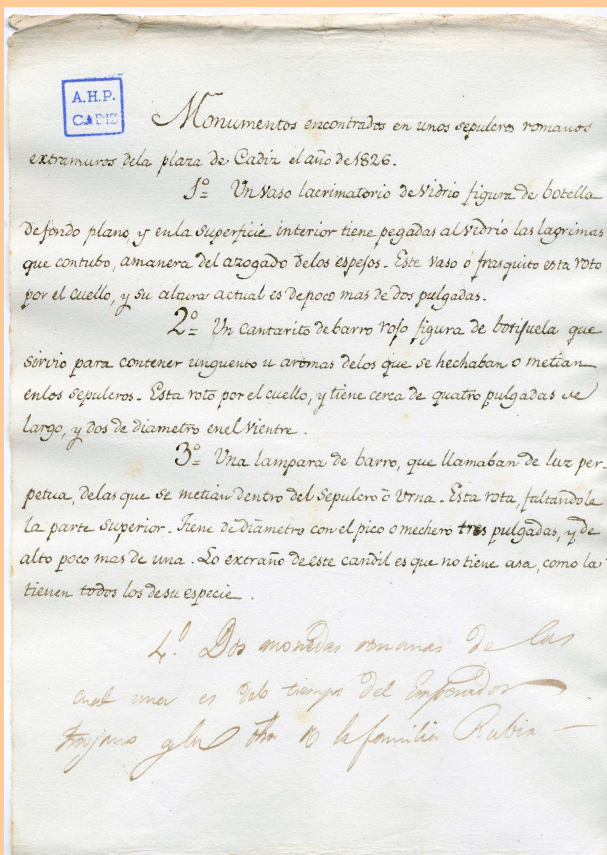 A.H.P.
CADIZ
Monumentos encontrados en unos sepulcros romanos
extramuros dela plaza de Cadiz el año de 1826.
1º Un vaso lacrimatorio de vidrio figura de botella
de fondo plano, y enla superficie interior tiene pegadas al vidrio las lagrimas
que contubo, amanera del azogado delos espejos. Este vaso ó frasquito esta roto
por el cuello, y su altura actual es de poco mas de dos pulgadas.
2º Un cantarito de barro rojo figura de botijuela que
sirvio para contener unguento u aromas delos que se hechaban o metian
enlos sepulcros. Esta roto por el cuello, y tiene cerca de quatro pulgadas de
largo, y dos de diametro enel vientre.
3º Una lampara de barro, que llamaban de luz per-
petua, delas que se metian dentro del sepulcro ó Urna. Esta rota, faltandole
la parte superior. Tiene de diametro con el pico o mechero tres pulgadas, y de
alto poco mas de una. Lo extraño de este candil es que no tiene asa, como la
tienen todos los de su especie.
4º Dos monedas romanas de las
cual una es del tiempo del Emperador
Trajano y la otra de la familia Rubia